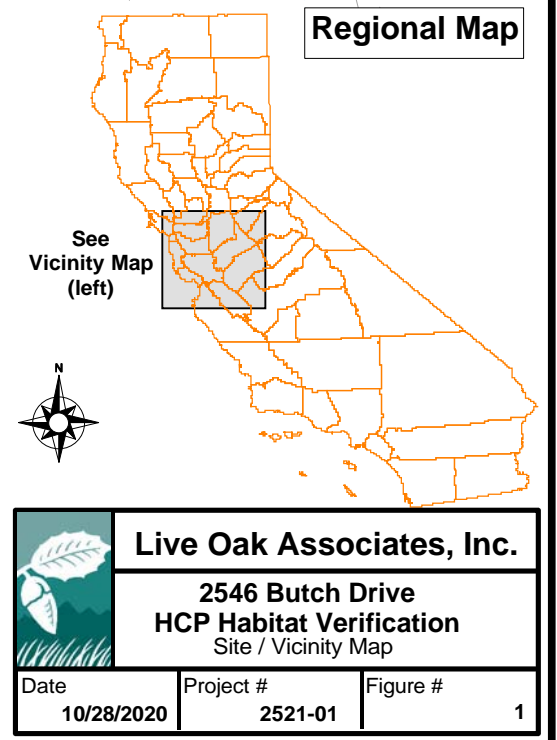 Regional Map
See
Vicinity Map
(left)
N
Live Oak Associates, Inc.
2546 Butch Drive
HCP Habitat Verification
Site / Vicinity Map
Date
10/28/2020
Project #
2521-01
Figure #
1